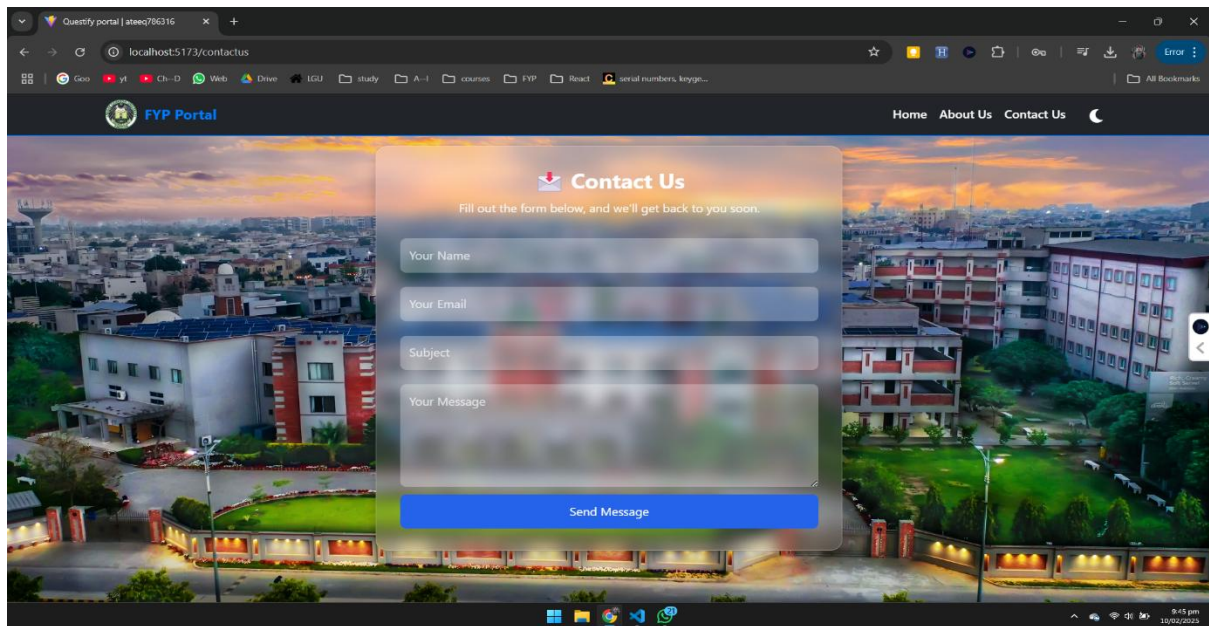 Questify portal | ateeq786316
localhost:5173/contactus
Error
Goo
yt
Ch--D
Web
Drive
LGU
study
A--I
courses
FYP
React
serial numbers, keyge...
All Bookmarks
FYP Portal
Home About Us Contact Us
Contact Us
Fill out the form below, and we'll get back to you soon.
Your Name
Your Email
Subject
Your Message
Send Message
21
9:45 pm
10/02/2025